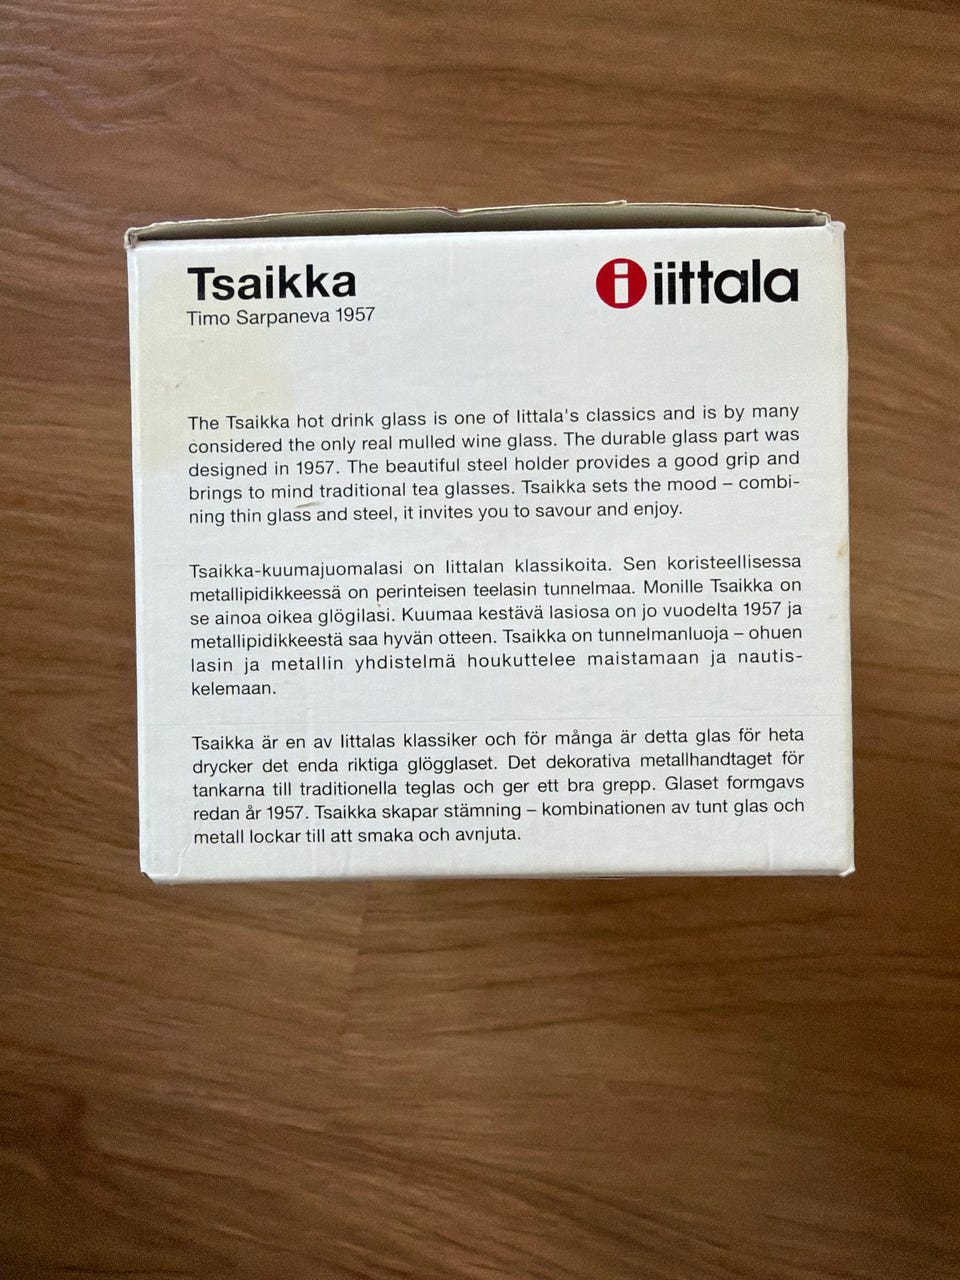 Tsaikka
Timo Sarpaneva 1957
i iittala
The Tsaikka hot drink glass is one of Iittala's classics and is by many
considered the only real mulled wine glass. The durable glass part was
designed in 1957. The beautiful steel holder provides a good grip and
brings to mind traditional tea glasses. Tsaikka sets the mood – combi-
ning thin glass and steel, it invites you to savour and enjoy.
Tsaikka-kuumajuomalasi on Iittalan klassikoita. Sen koristeellisessa
metallipidikkeessä on perinteisen teelasin tunnelmaa. Monille Tsaikka on
se ainoa oikea glögilasi. Kuumaa kestävä lasiosa on jo vuodelta 1957 ja
metallipidikkeestä saa hyvän otteen. Tsaikka on tunnelmanluoja – ohuen
lasin ja metallin yhdistelmä houkuttelee maistamaan ja nautis-
kelemaan.
Tsaikka är en av Iittalas klassiker och för många är detta glas för heta
drycker det enda riktiga glögglaset. Det dekorativa metallhandtaget för
tankarna till traditionella teglas och ger ett bra grepp. Glaset formgavs
redan år 1957. Tsaikka skapar stämning – kombinationen av tunt glas och
metall lockar till att smaka och avnjuta.